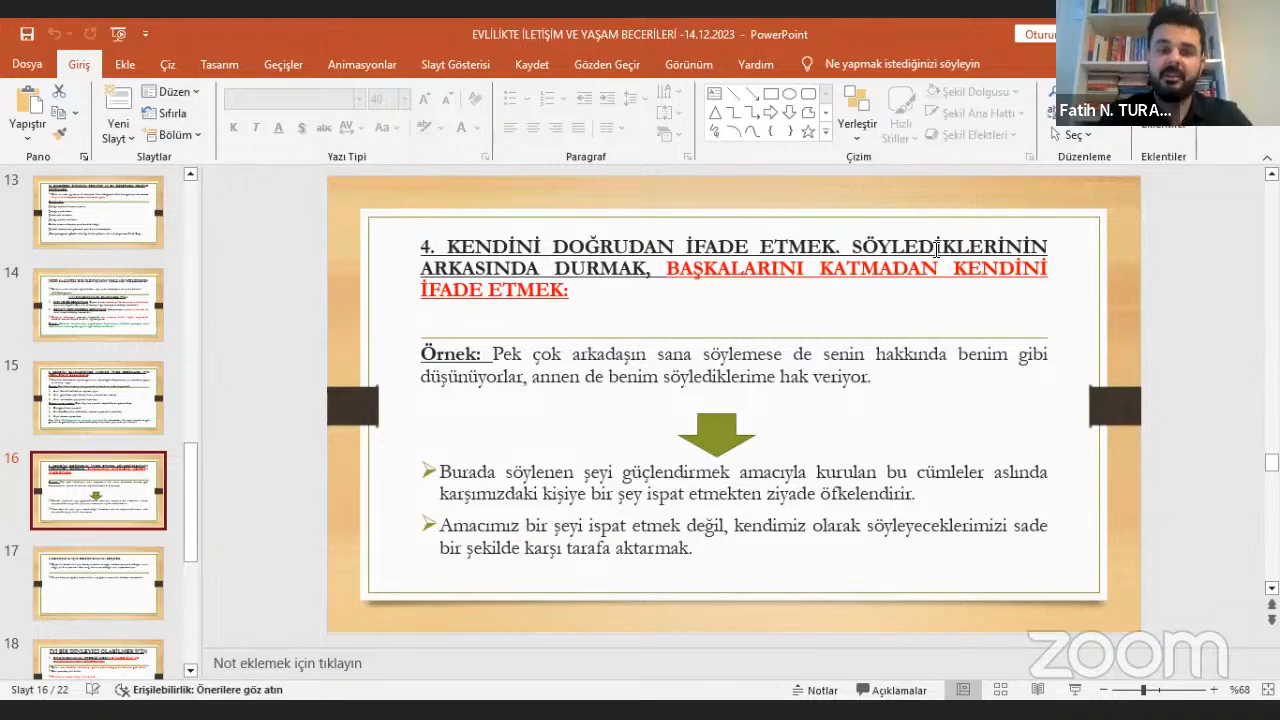 EVLİLİKTE İLETİŞİM VE YAŞAM BECERİLERİ -14.12.2023 - PowerPoint
Oturu
Dosya Giriş Ekle Çiz Tasarım Geçişler Animasyonlar Slayt Gösterisi Kaydet Gözden Geçir Görünüm Yardım Ne yapmak istediğinizi söyleyin
Fatih N. TURA...
Yapıştır
Yeni
Slayt
Düzen
Sıfırla
Bölüm
K T A S
Yerleştir
Hızlı
Stiller
Şekil Dolgusu
Şekil Ana Hattı
Şekil Efektleri
Seç
Eklentiler
Pano Slaytlar Yazı Tipi Paragraf Çizim Düzenleme Eklentiler
13
14
15
16
17
18
4. KENDİNİ DOĞRUDAN İFADE ETMEK. SÖYLEDİKLERİNİN
ARKASINDA DURMAK, BAŞKALARINI KATMADAN KENDİNİ
İFADE ETMEK:
Örnek: Pek çok arkadaşın sana söylemese de senin hakkında benim gibi
düşünüyorlar, annen de benim söylediklerime hak veriyor.
Burada söylenen şeyi güçlendirmek amacıyla kurulan bu cümleler aslında
karşımızdaki kişiye bir şey ispat etmekten ziyade öfkelendirir.
Amacımız bir şeyi ispat etmek değil, kendimiz olarak söyleyeceklerimizi sade
bir şekilde karşı tarafa aktarmak.
Not eklemek için tıklayın
zoom
Slayt 16 / 22 Erişilebilirlik: Önerilere göz atın Notlar Açıklamalar %68